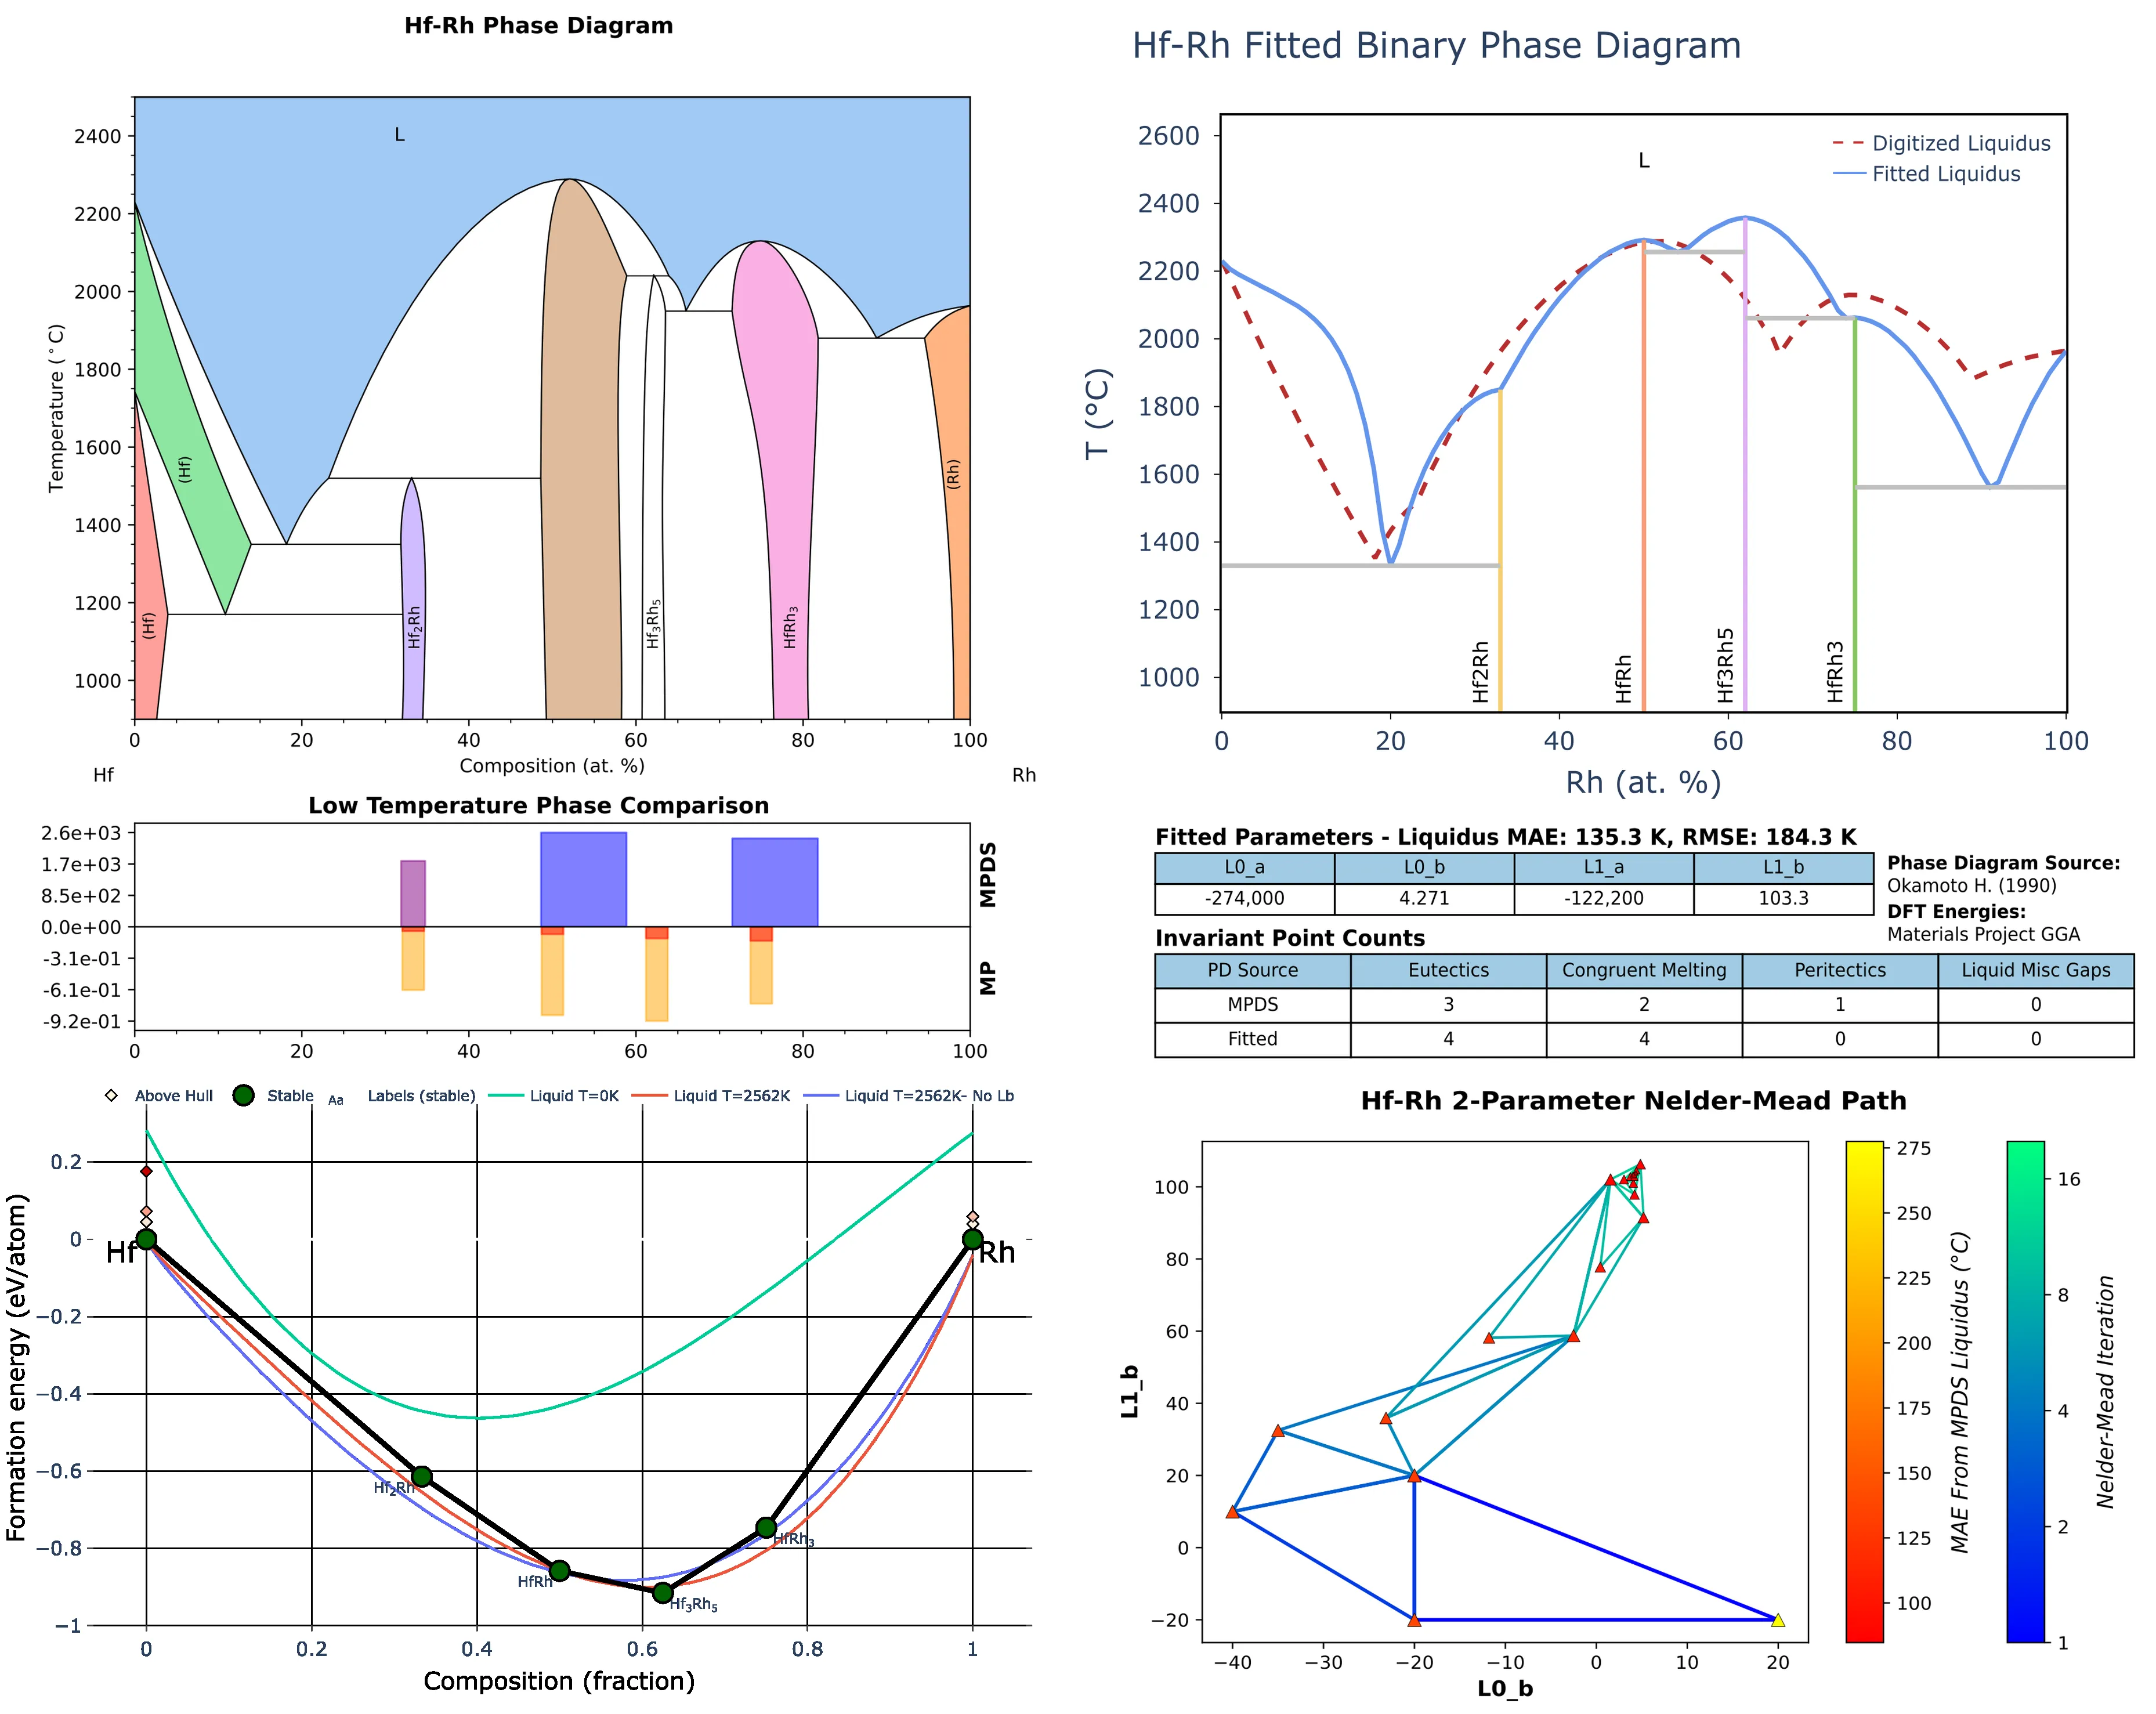 Hf-Rh Phase Diagram
2400
2200
2000
1800
1600
1400
1200
1000
Temperature (°C)
L
(Hf)
(Hf)
Hf2Rh
Hf3Rh5
HfRh3
(Rh)
0 20 40 60 80 100
Composition (at. %)
Hf Rh
Low Temperature Phase Comparison
2.6e+03
1.7e+03
8.5e+02
0.0e+00
-3.1e-01
-6.1e-01
-9.2e-01
MPDS
MP
0 20 40 60 80 100
Above Hull Stable Aa Labels (stable) Liquid T=0K Liquid T=2562K Liquid T=2562K- No Lb
0.2
0
−0.2
−0.4
−0.6
−0.8
−1
Formation energy (eV/atom)
Hf
Rh
Hf2Rh
HfRh
Hf3Rh5
HfRh3
0 0.2 0.4 0.6 0.8 1
Composition (fraction)
Hf-Rh Fitted Binary Phase Diagram
2600
2400
2200
2000
1800
1600
1400
1200
1000
T (°C)
L
Digitized Liquidus
Fitted Liquidus
Hf2Rh
HfRh
Hf3Rh5
HfRh3
0 20 40 60 80 100
Rh (at. %)
Fitted Parameters - Liquidus MAE: 135.3 K, RMSE: 184.3 K
L0_a L0_b L1_a L1_b
-274,000 4.271 -122,200 103.3
Phase Diagram Source:
Okamoto H. (1990)
DFT Energies:
Materials Project GGA
Invariant Point Counts
PD Source Eutectics Congruent Melting Peritectics Liquid Misc Gaps
MPDS 3 2 1 0
Fitted 4 4 0 0
Hf-Rh 2-Parameter Nelder-Mead Path
100
80
60
40
20
0
−20
L1_b
−40 −30 −20 −10 0 10 20
L0_b
275
250
225
200
175
150
125
100
MAE From MPDS Liquidus (°C)
16
8
4
2
1
Nelder-Mead Iteration